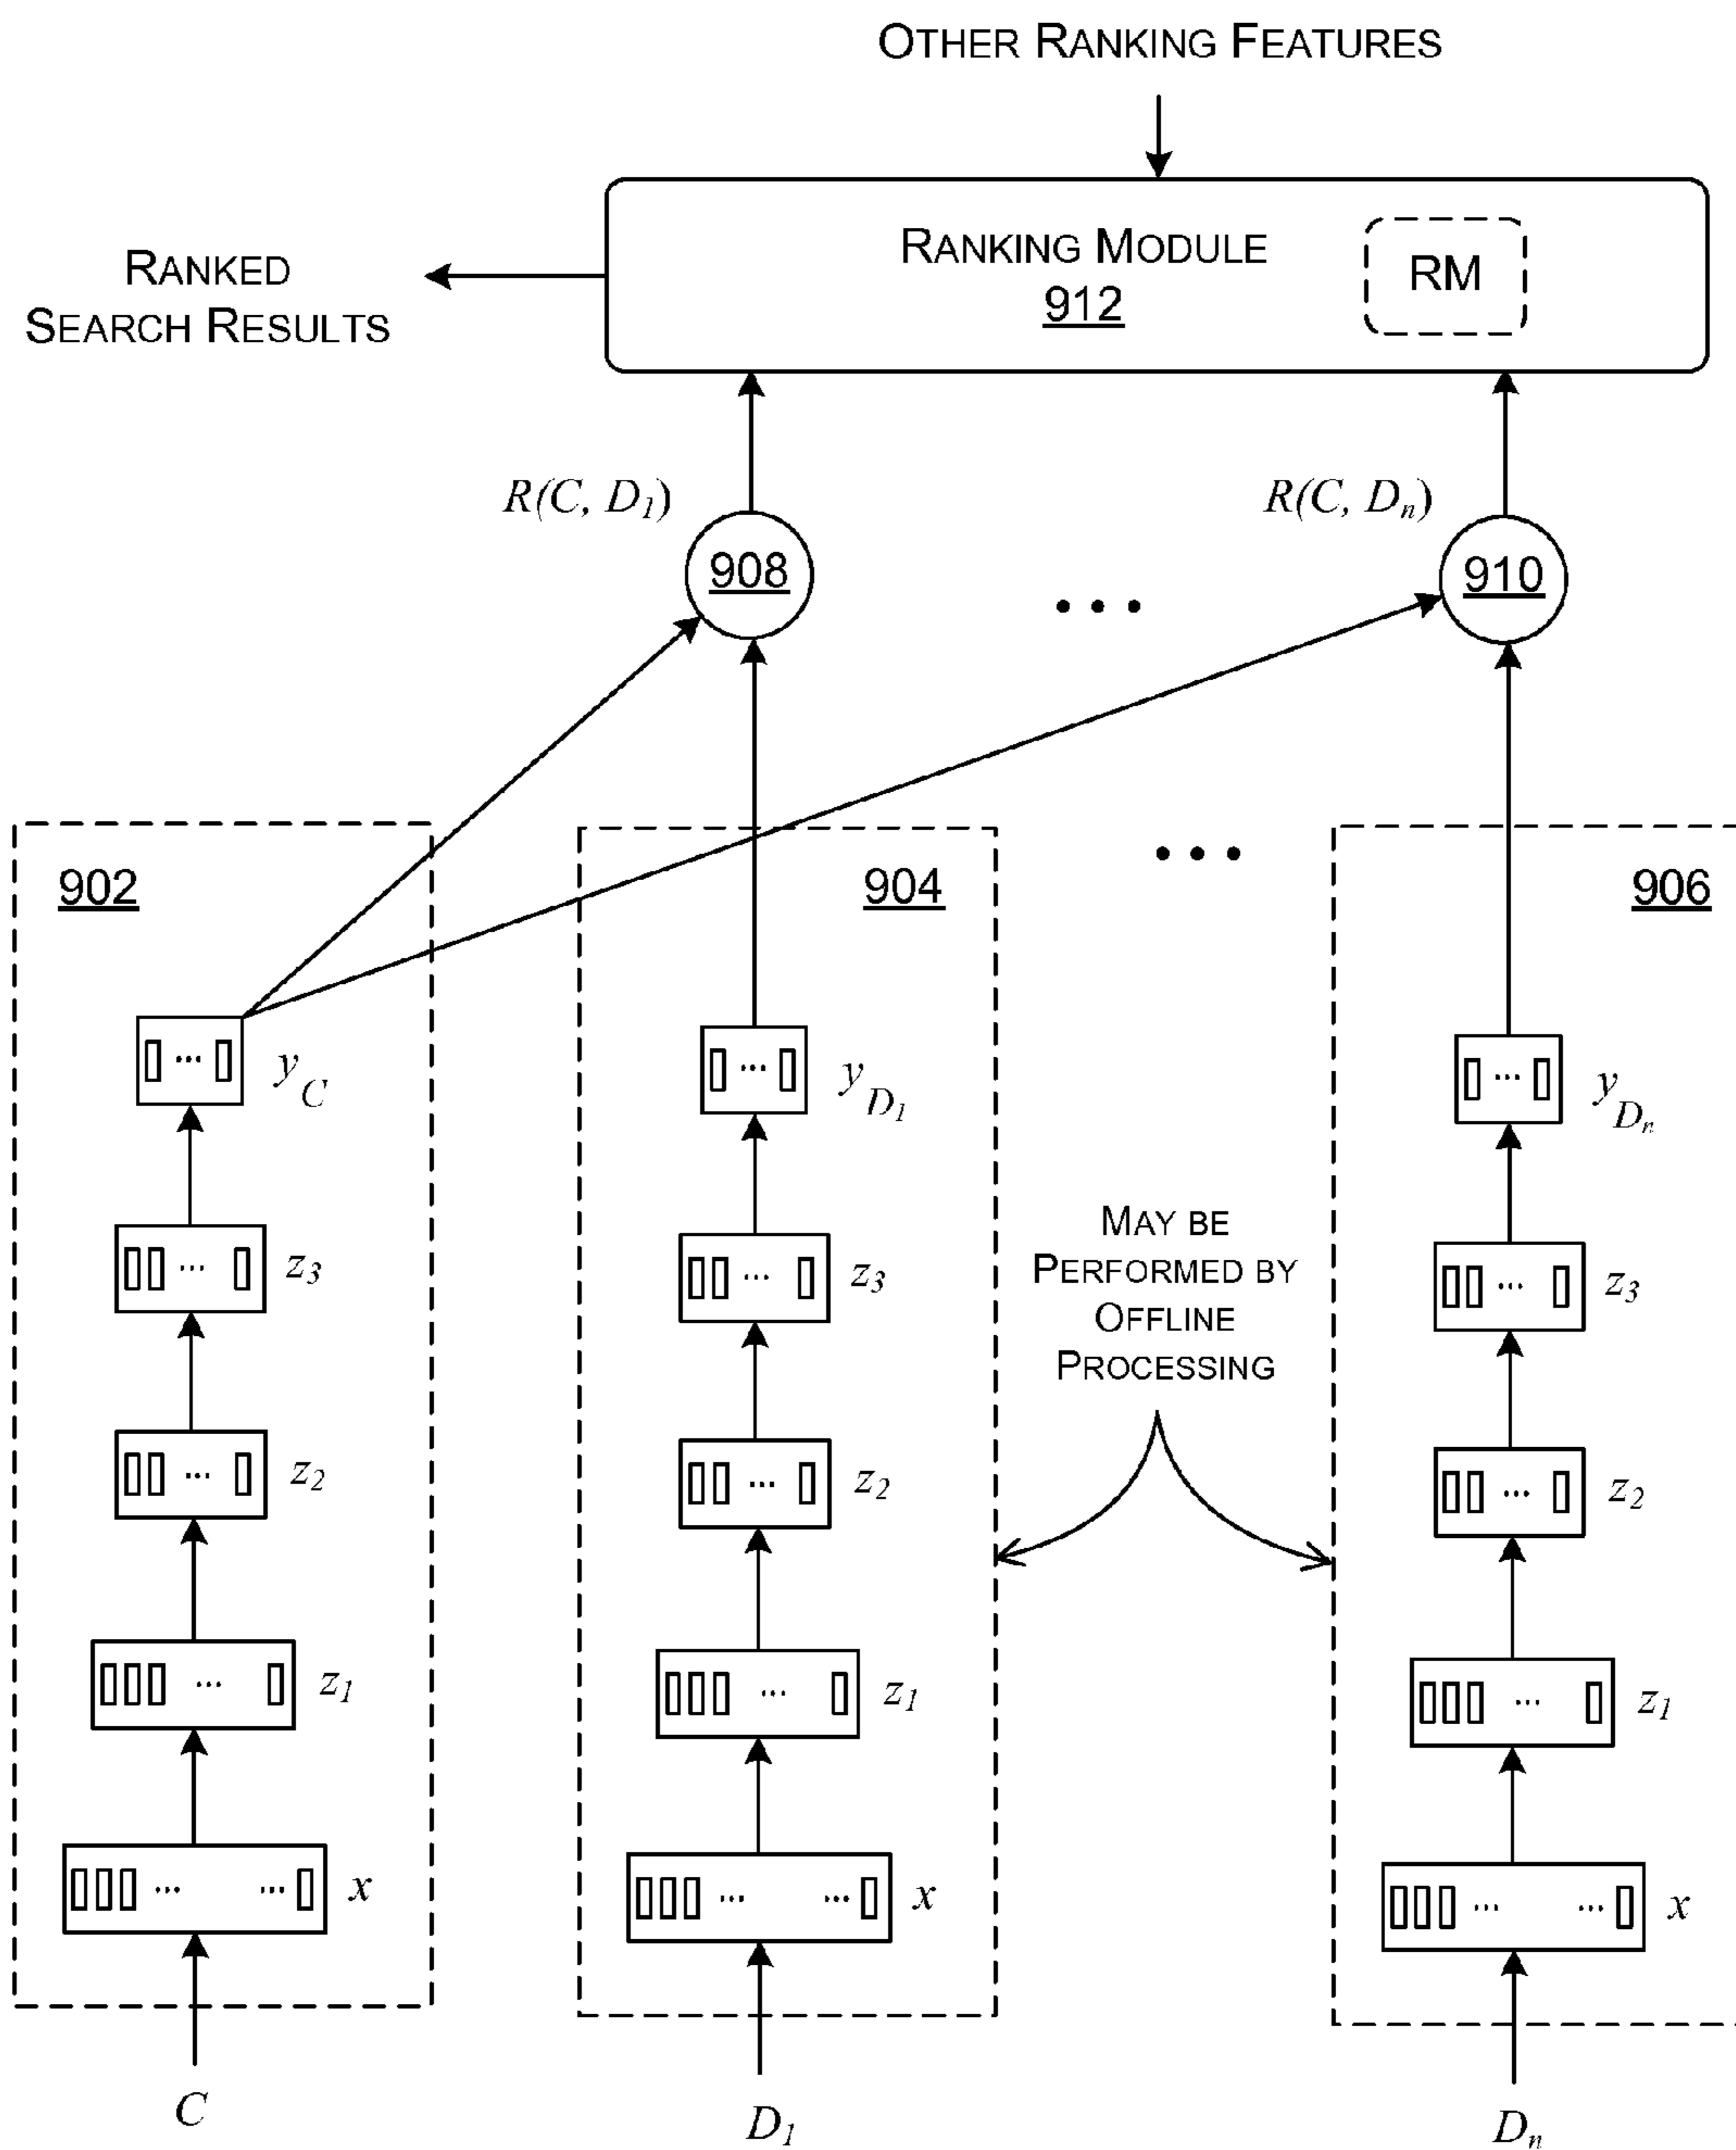 OTHER RANKING FEATURES
RANKING MODULE
912
RM
RANKED
SEARCH RESULTS
R(C, D1)
R(C, Dn)
908
910
...
902
904
...
906
... yC
... yD1
... yDn
... z3
... z3
... z3
MAY BE
PERFORMED BY
OFFLINE
PROCESSING
... z2
... z2
... z2
... z1
... z1
... z1
... ... x
... ... x
... ... x
C
D1
Dn